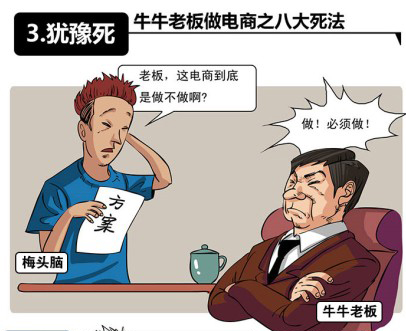 牛牛老板做电商之八大死法
3.犹豫死
老板，这电商到底
是做不做啊?
做！必须做！
方案
梅头脑
牛牛老板